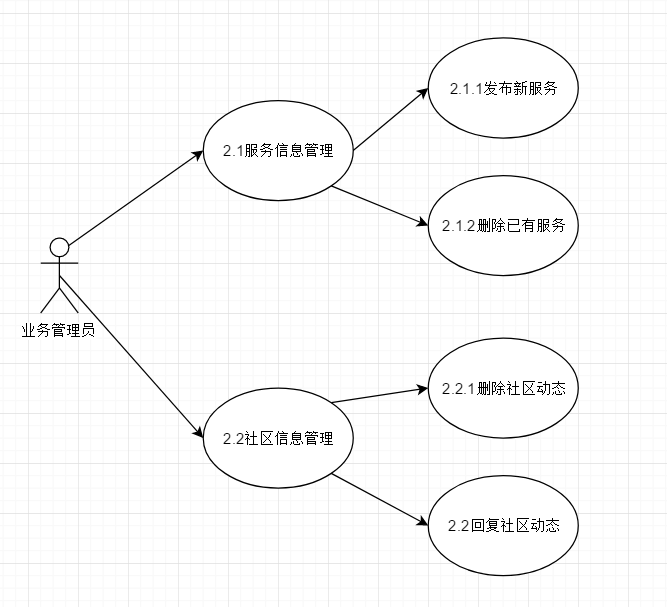 2.1.1发布新服务
2.1服务信息管理
2.1.2删除已有服务
业务管理员
2.2.1删除社区动态
2.2社区信息管理
2.2回复社区动态